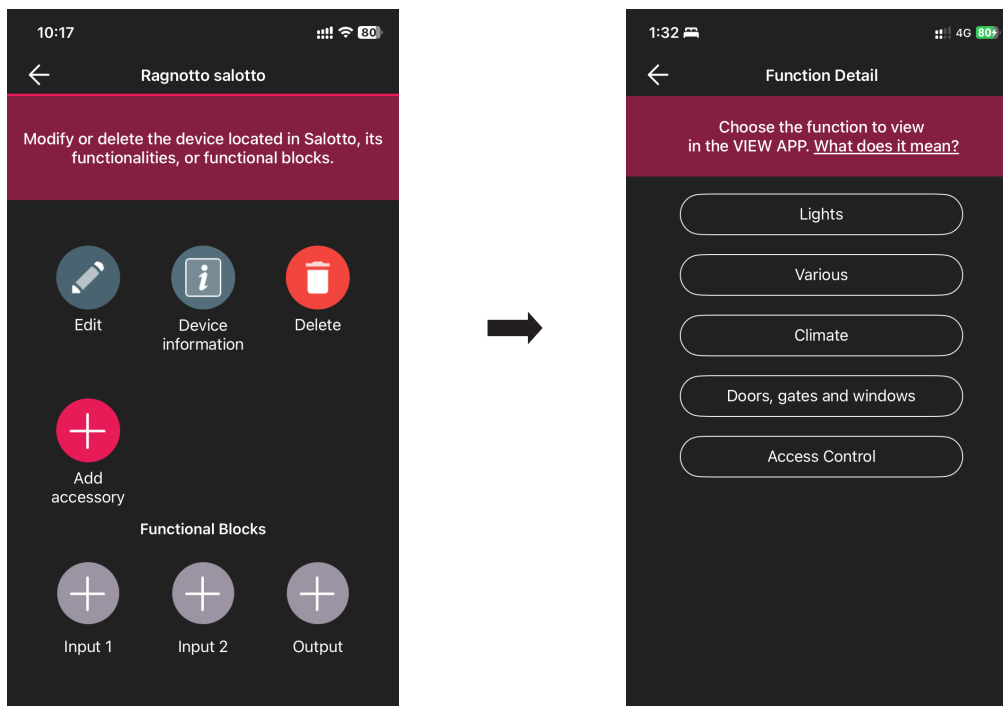 10:17
80
Ragnotto salotto
Modify or delete the device located in Salotto, its
functionalities, or functional blocks.
Edit
Device
information
Delete
Add
accessory
Functional Blocks
Input 1
Input 2
Output
1:32
4G 80
Function Detail
Choose the function to view
in the VIEW APP. What does it mean?
Lights
Various
Climate
Doors, gates and windows
Access Control